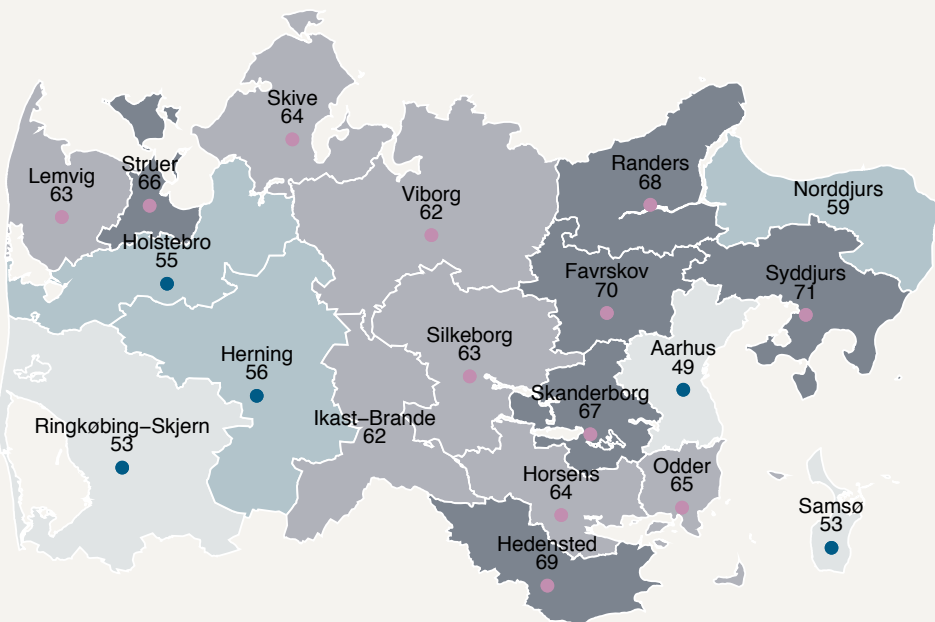 Skive
64
Struer
66
Lemvig
63
Randers
68
Viborg
62
Norddjurs
59
Holstebro
55
Favrskov
70
Syddjurs
71
Silkeborg
63
Herning
56
Aarhus
49
Skanderborg
67
Ikast–Brande
62
Ringkøbing–Skjern
53
Horsens
64
Odder
65
Samsø
53
Hedensted
69